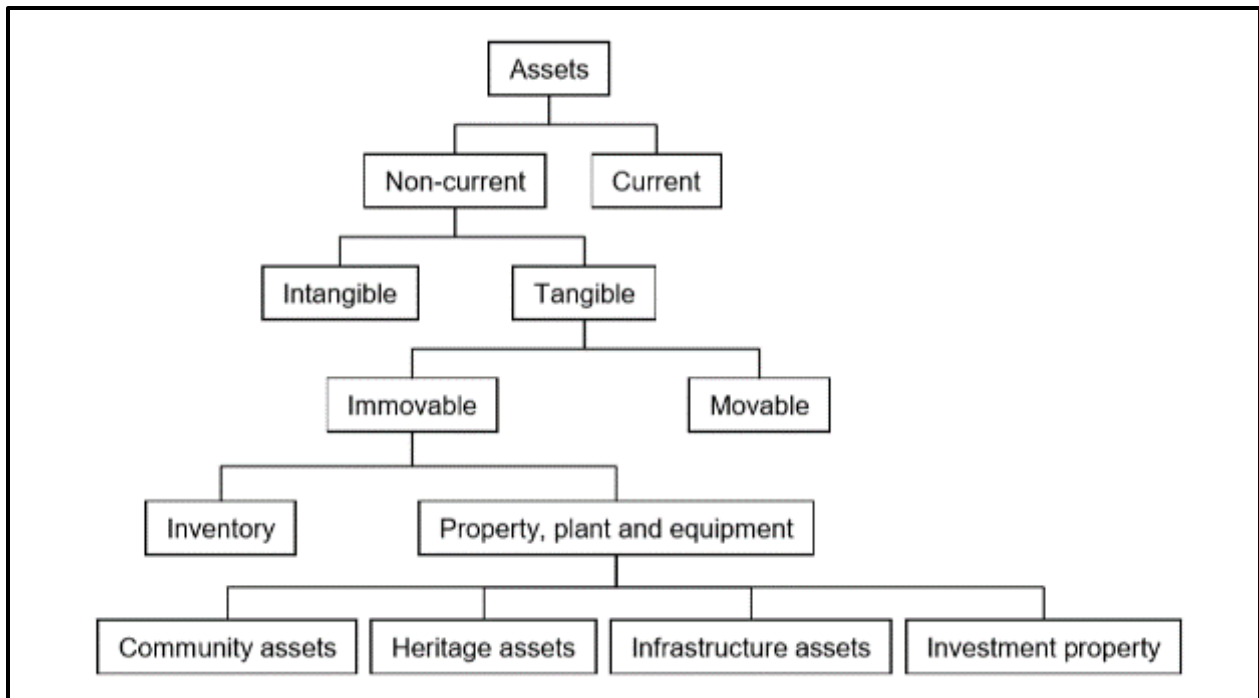 Assets
Non-current
Current
Intangible
Tangible
Immovable
Movable
Inventory
Property, plant and equipment
Community assets
Heritage assets
Infrastructure assets
Investment property